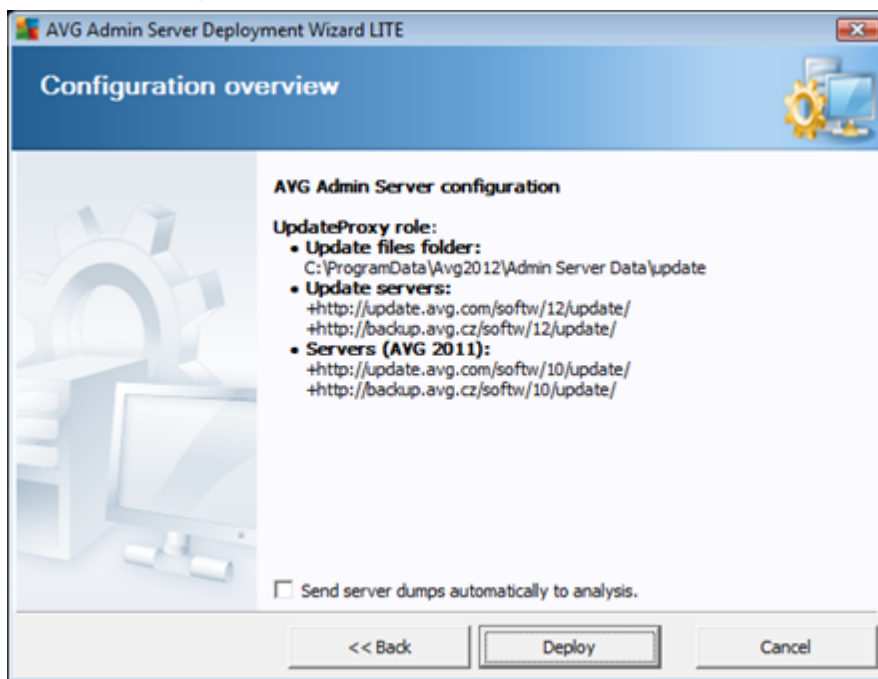 AVG Admin Server Deployment Wizard LITE
Configuration overview
AVG Admin Server configuration
UpdateProxy role:
• Update files folder:
C:\ProgramData\Avg2012\Admin Server Data\update
• Update servers:
+http://update.avg.com/softw/12/update/
+http://backup.avg.cz/softw/12/update/
• Servers (AVG 2011):
+http://update.avg.com/softw/10/update/
+http://backup.avg.cz/softw/10/update/
Send server dumps automatically to analysis.
<< Back Deploy Cancel